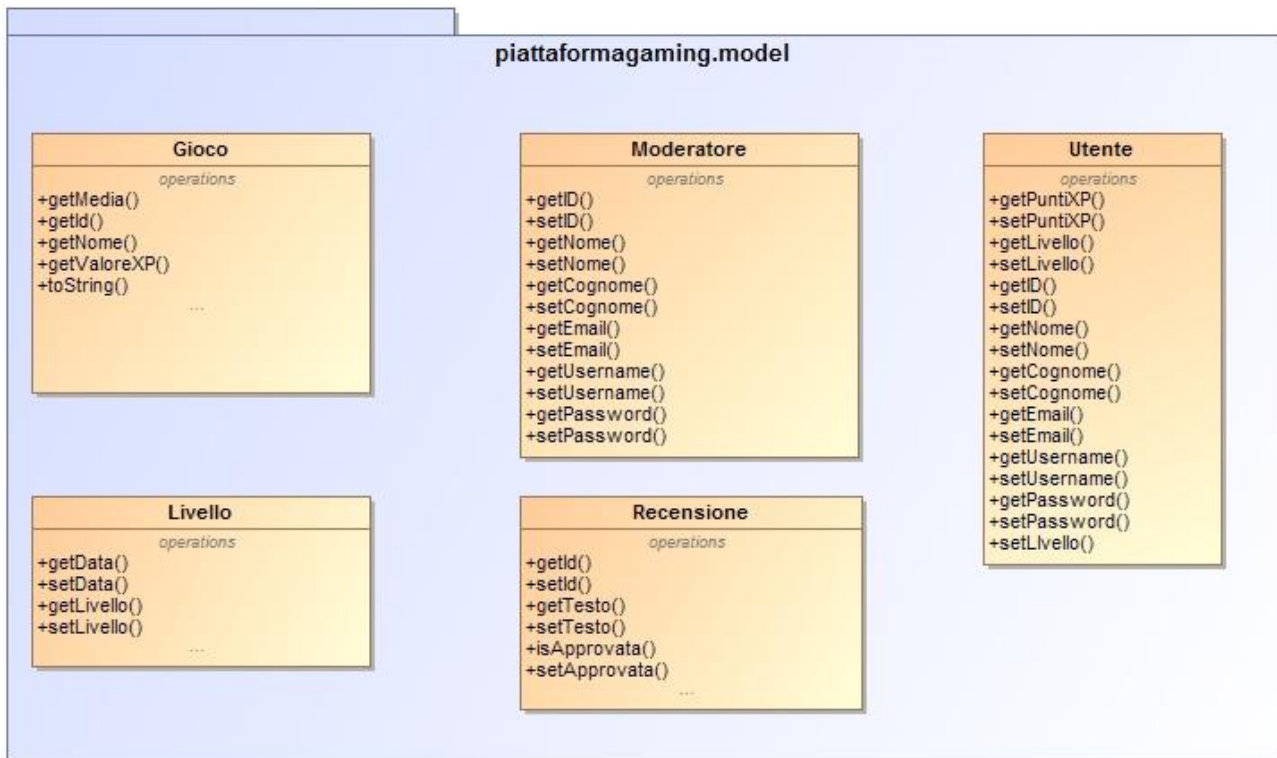 piattaformagaming.model
Gioco
operations
+getMedia()
+getId()
+getNome()
+getValoreXP()
+toString()
...
Moderatore
operations
+getID()
+setID()
+getNome()
+setNome()
+getCognome()
+setCognome()
+getEmail()
+setEmail()
+getUsername()
+setUsername()
+getPassword()
+setPassword()
Utente
operations
+getPuntiXP()
+setPuntiXP()
+getLivello()
+setLivello()
+getID()
+setID()
+getNome()
+setNome()
+getCognome()
+setCognome()
+getEmail()
+setEmail()
+getUsername()
+setUsername()
+getPassword()
+setPassword()
+setLIvello()
Livello
operations
+getData()
+setData()
+getLivello()
+setLivello()
...
Recensione
operations
+getId()
+setId()
+getTesto()
+setTesto()
+isApprovata()
+setApprovata()
...